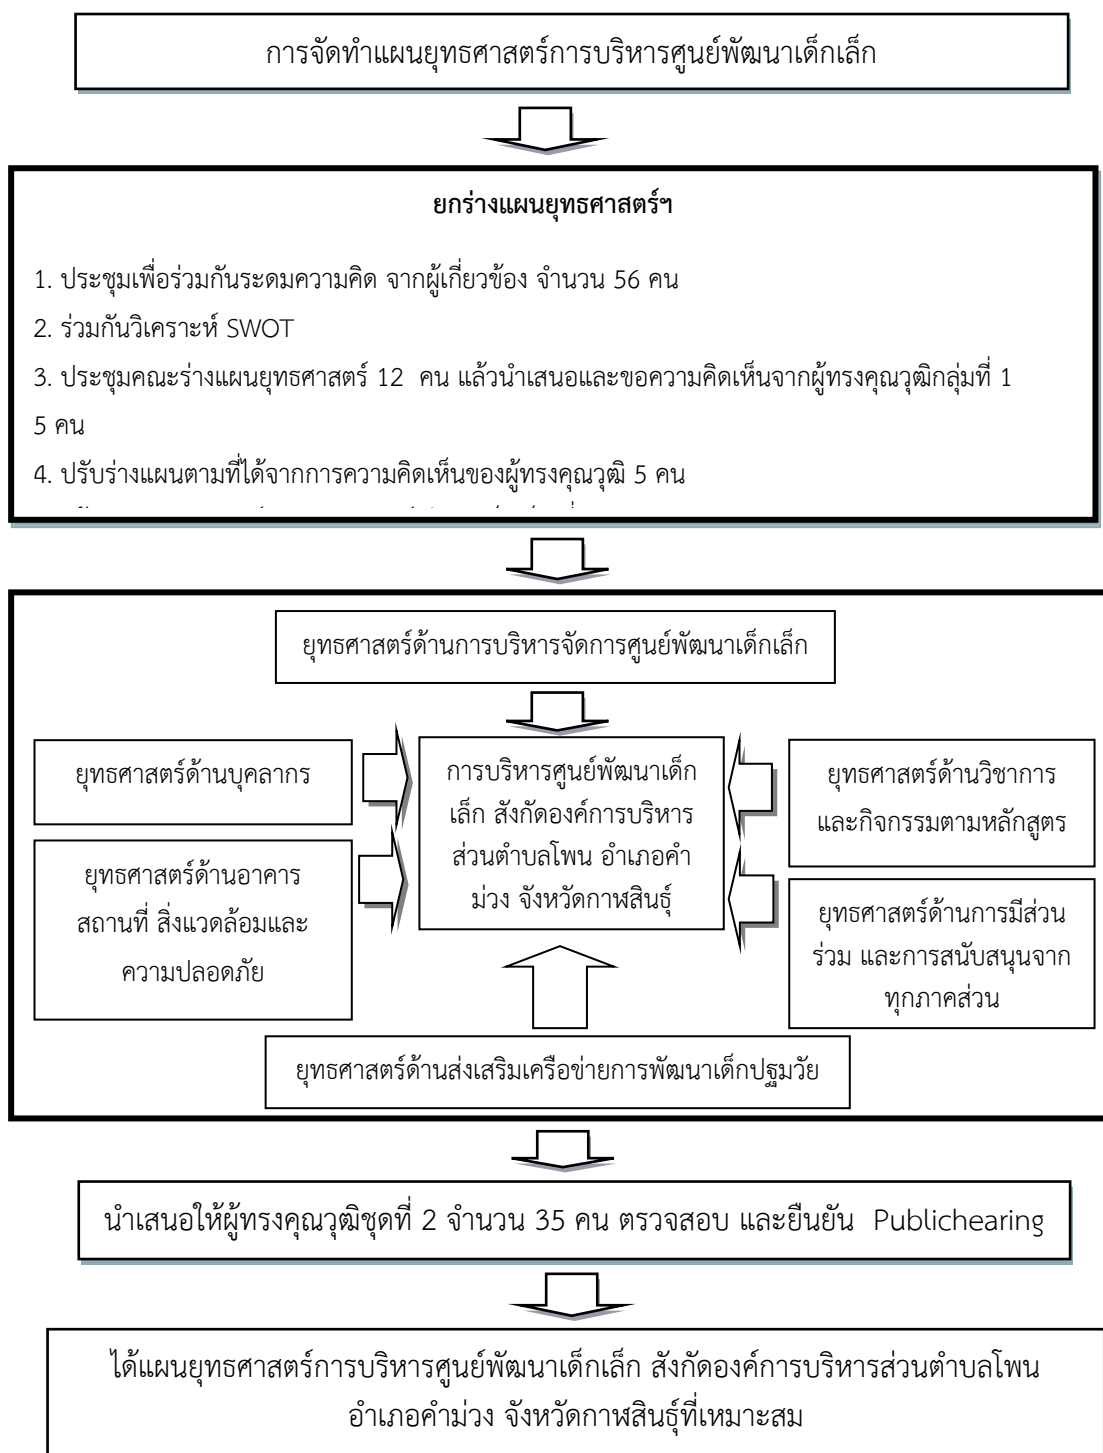 การจัดทำแผนยุทธศาสตร์การบริหารศูนย์พัฒนาเด็กเล็ก
ยกร่างแผนยุทธศาสตร์ฯ
1. ประชุมเพื่อร่วมกันระดมความคิด จากผู้เกี่ยวข้อง จำนวน 56 คน
2. ร่วมกันวิเคราะห์ SWOT
3. ประชุมคณะร่างแผนยุทธศาสตร์ 12 คน แล้วนำเสนอและขอความคิดเห็นจากผู้ทรงคุณวุฒิกลุ่มที่ 1
5 คน
4. ปรับร่างแผนตามที่ได้จากการความคิดเห็นของผู้ทรงคุณวุฒิ 5 คน
ยุทธศาสตร์ด้านการบริหารจัดการศูนย์พัฒนาเด็กเล็ก
ยุทธศาสตร์ด้านบุคลากร
ยุทธศาสตร์ด้านอาคาร
สถานที่ สิ่งแวดล้อมและ
ความปลอดภัย
การบริหารศูนย์พัฒนาเด็ก
เล็ก สังกัดองค์การบริหาร
ส่วนตำบลโพน อำเภอคำ
ม่วง จังหวัดกาฬสินธุ์
ยุทธศาสตร์ด้านวิชาการ
และกิจกรรมตามหลักสูตร
ยุทธศาสตร์ด้านการมีส่วน
ร่วม และการสนับสนุนจาก
ทุกภาคส่วน
ยุทธศาสตร์ด้านส่งเสริมเครือข่ายการพัฒนาเด็กปฐมวัย
นำเสนอให้ผู้ทรงคุณวุฒิชุดที่ 2 จำนวน 35 คน ตรวจสอบ และยืนยัน Publichearing
ได้แผนยุทธศาสตร์การบริหารศูนย์พัฒนาเด็กเล็ก สังกัดองค์การบริหารส่วนตำบลโพน
อำเภอคำม่วง จังหวัดกาฬสินธุ์ที่เหมาะสม